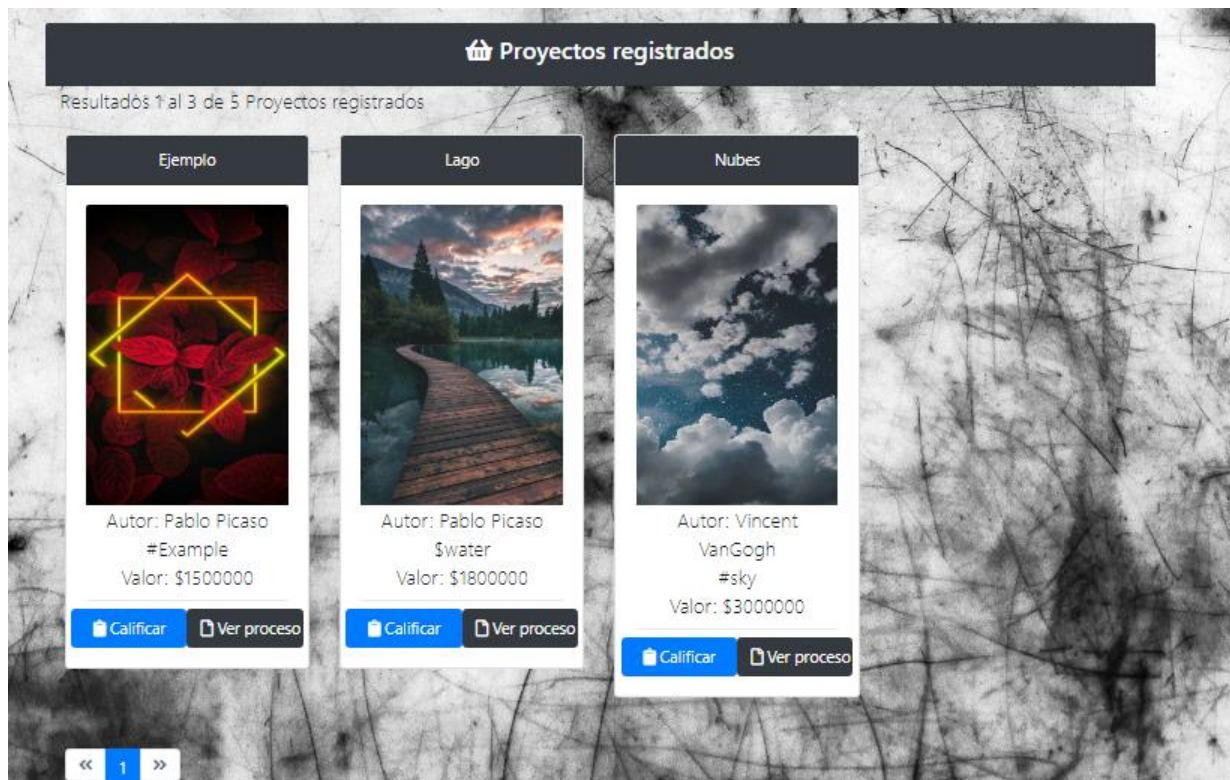 Proyectos registrados
Resultados 1 al 3 de 5 Proyectos registrados
Ejemplo
Autor: Pablo Picaso
#Example
Valor: $1500000
Calificar Ver proceso
Lago
Autor: Pablo Picaso
$water
Valor: $1800000
Calificar Ver proceso
Nubes
Autor: Vincent
VanGogh
#sky
Valor: $3000000
Calificar Ver proceso
« 1 »